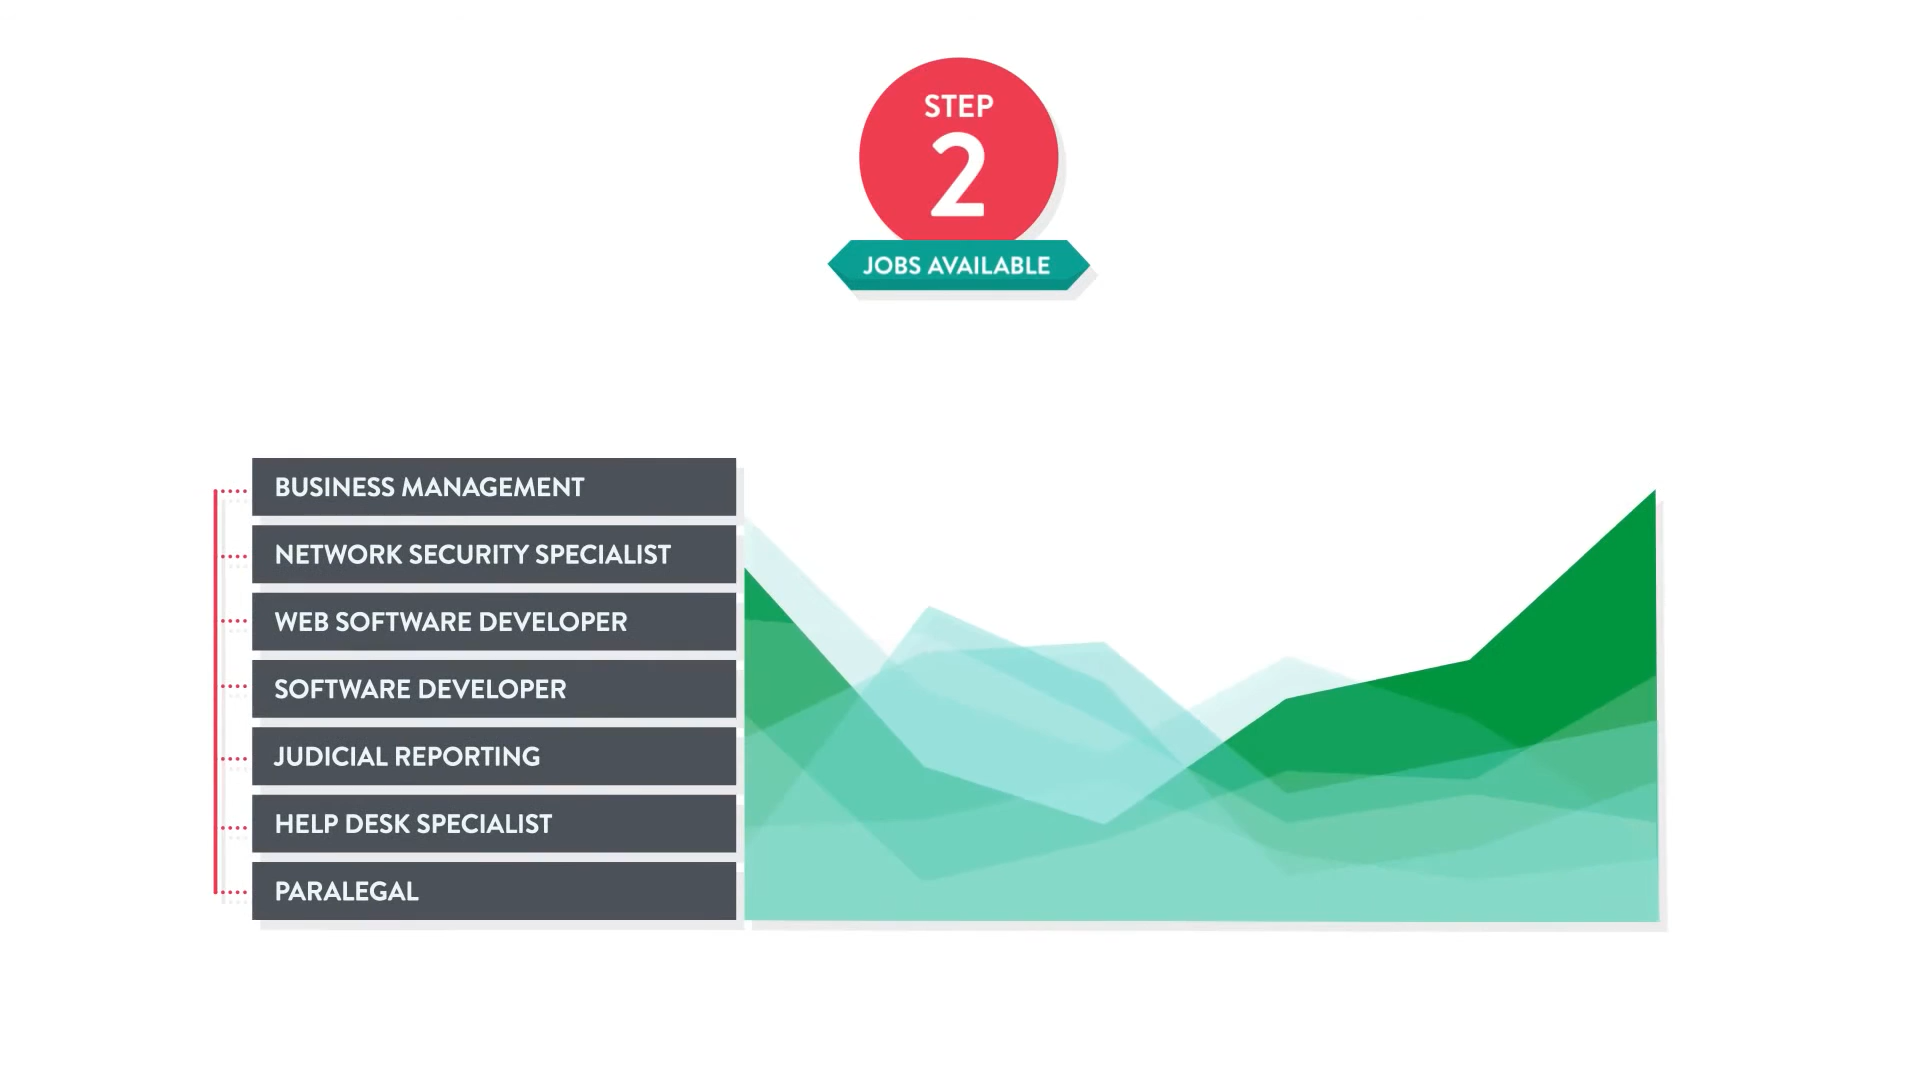 STEP
2
JOBS AVAILABLE
BUSINESS MANAGEMENT
NETWORK SECURITY SPECIALIST
WEB SOFTWARE DEVELOPER
SOFTWARE DEVELOPER
JUDICIAL REPORTING
HELP DESK SPECIALIST
PARALEGAL